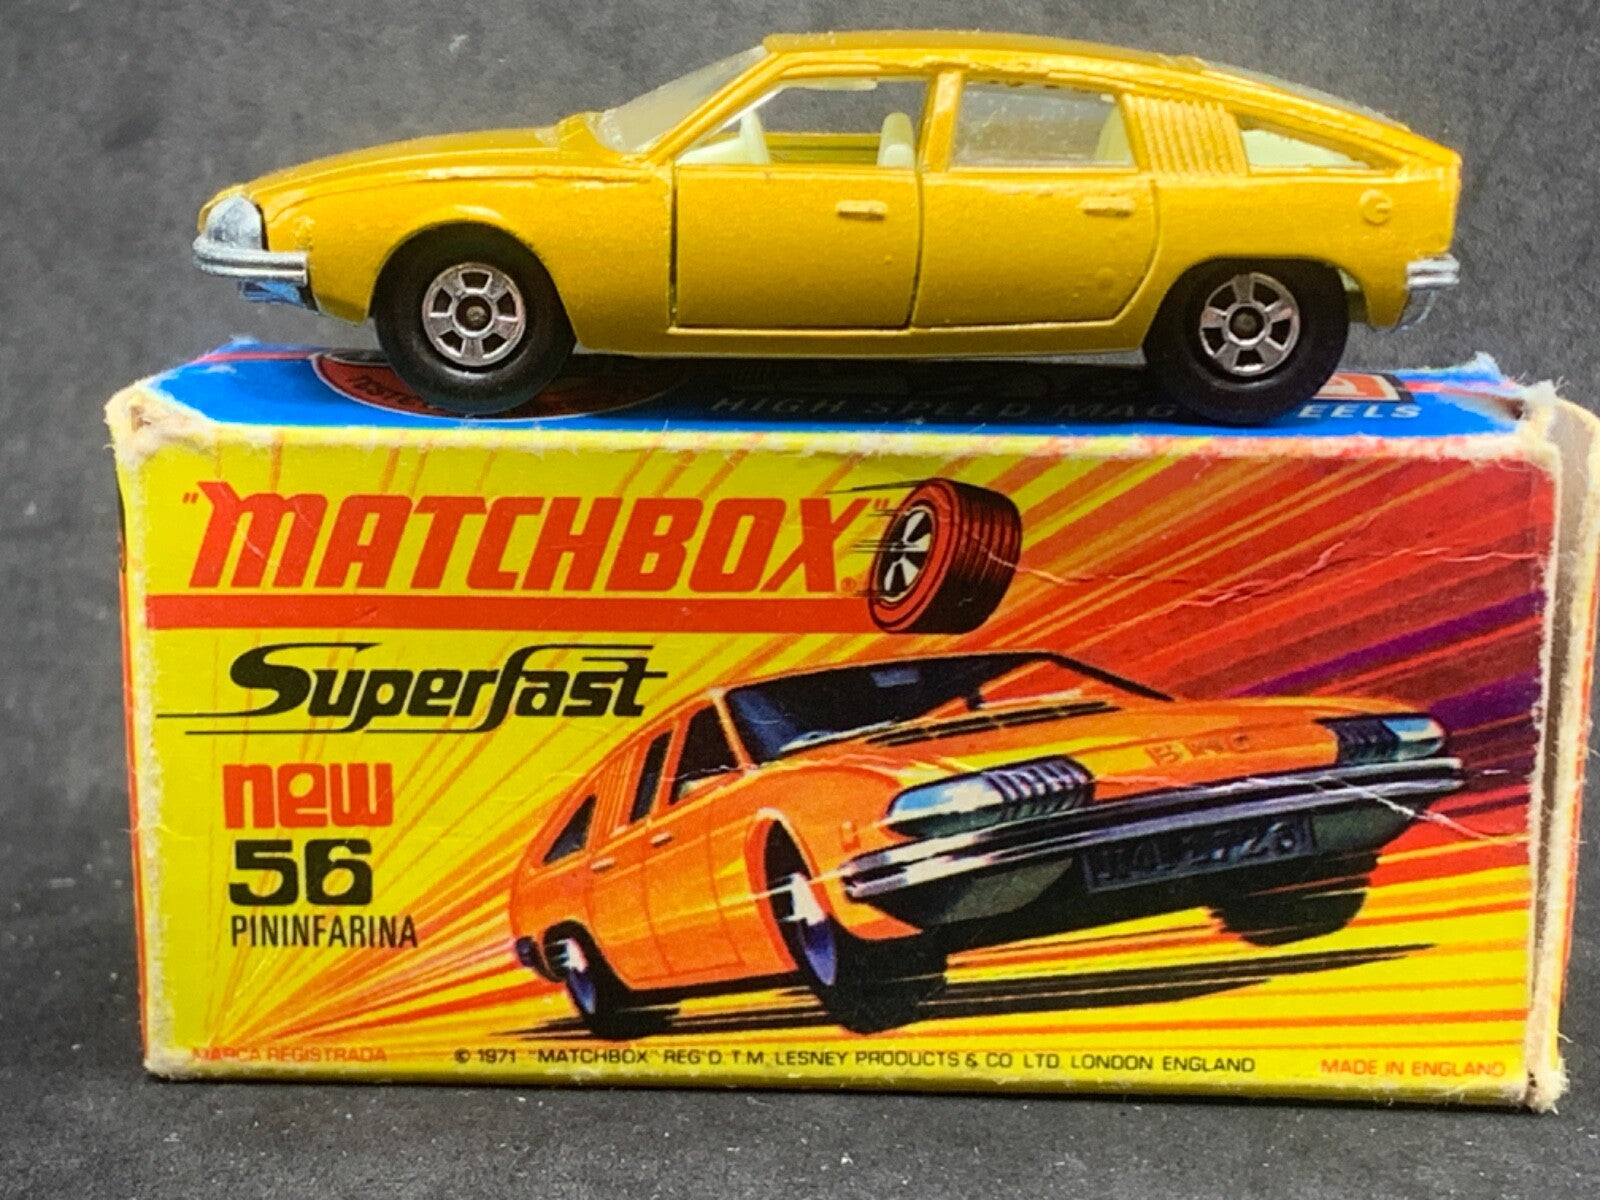 HIGH SPEED MAG WHEELS
"MATCHBOX"®
Superfast
new
56
PININFARINA
BMC
MARCA REGISTRADA
© 1971 "MATCHBOX" REG'D. T.M. LESNEY PRODUCTS & CO LTD. LONDON ENGLAND
MADE IN ENGLAND